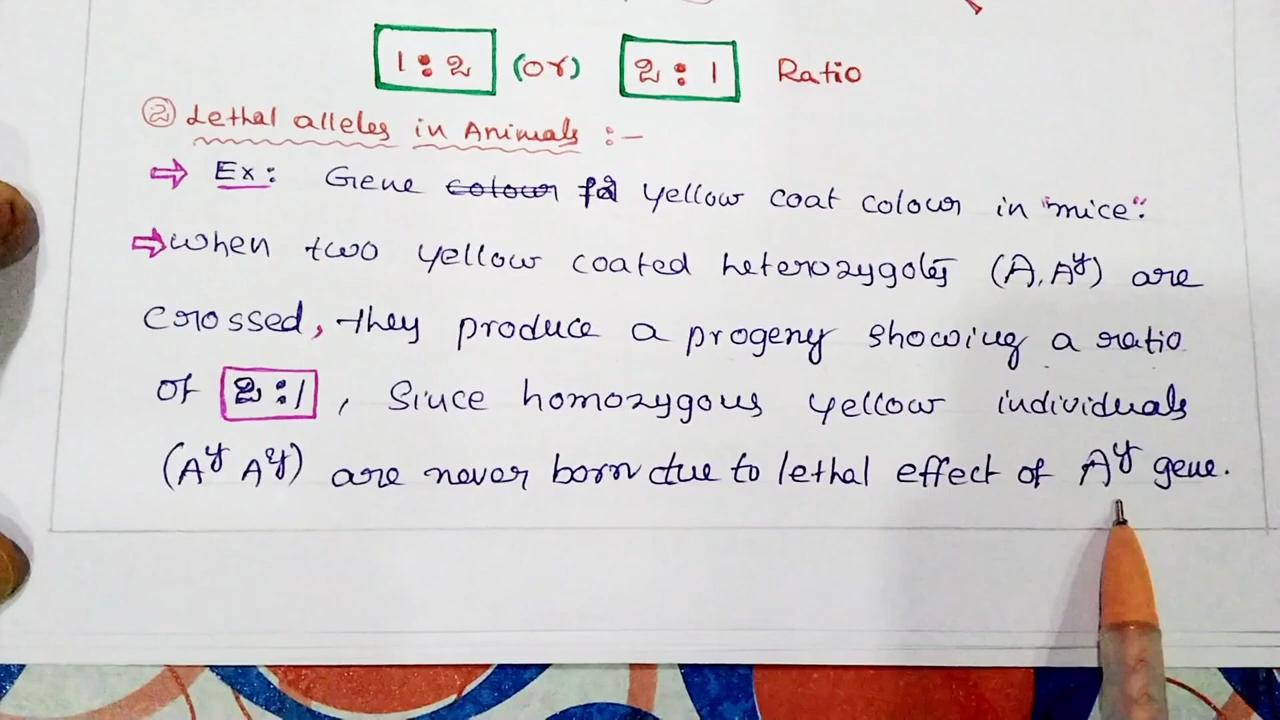 1 : 2 (or) 2 : 1 Ratio
② Lethal alleles in Animals :-
⇒ Ex: Gene colour for yellow coat colour in "mice".
⇒ when two yellow coated heterozygotes (A, Aʸ) are
crossed, they produce a progeny showing a ratio
of 2:1, Since homozygous yellow individuals
(Aʸ Aʸ) are never born due to lethal effect of Aʸ gene.